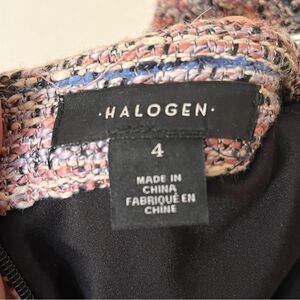 ·HALOGEN·
4
MADE IN
CHINA
FABRIQUÉ EN
CHINE